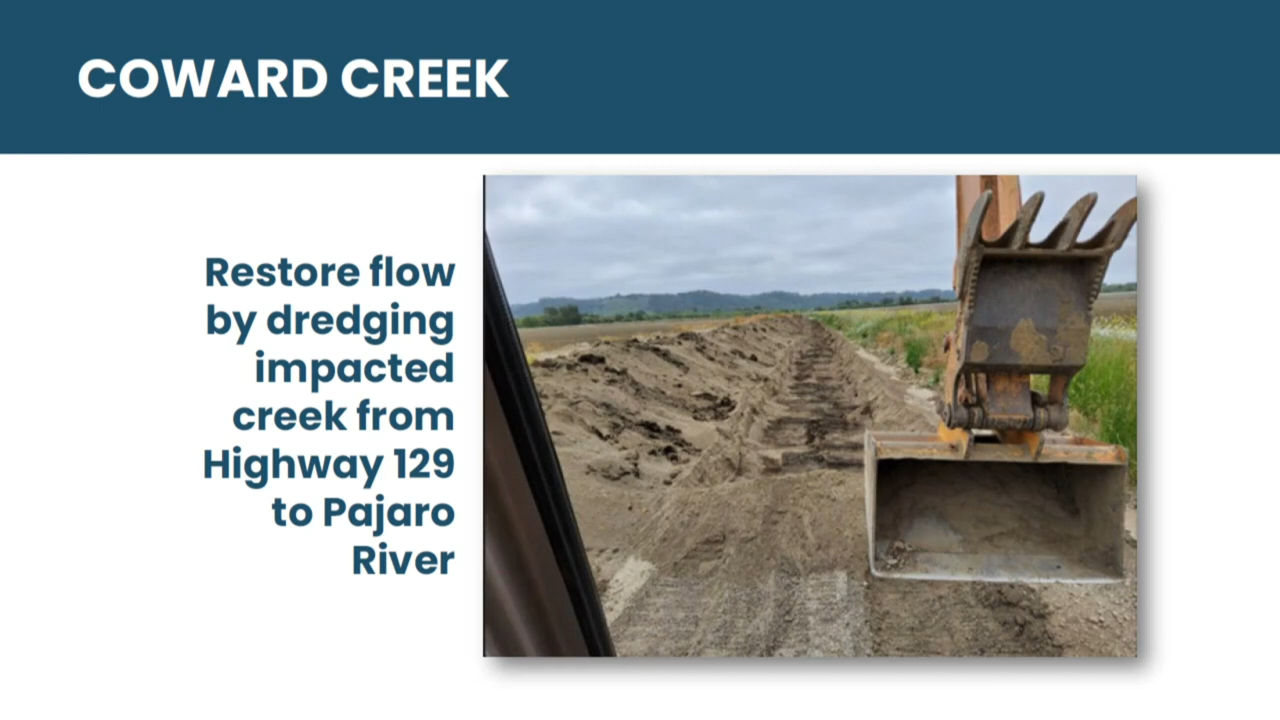 COWARD CREEK
Restore flow
by dredging
impacted
creek from
Highway 129
to Pajaro
River